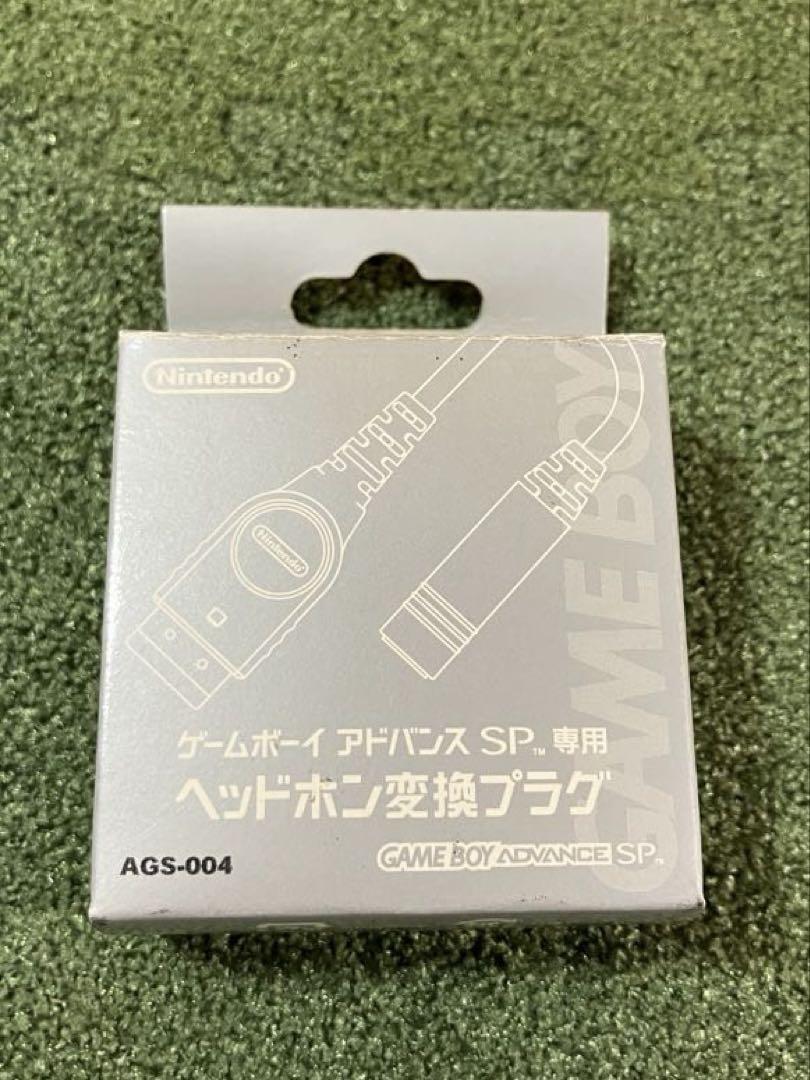 Nintendo
Nintendo
GAME BOY
ゲームボーイ アドバンス SP™ 専用
ヘッドホン変換プラグ
AGS-004
GAME BOY ADVANCE SP™